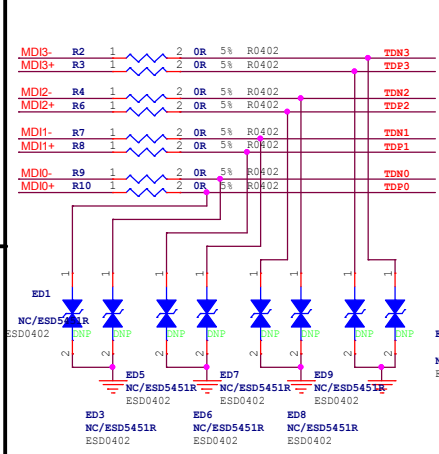 MDI3- R2 1 2 0R 5% R0402 TDN3
MDI3+ R3 1 2 0R 5% R0402 TDP3
MDI2- R4 1 2 0R 5% R0402 TDN2
MDI2+ R6 1 2 0R 5% R0402 TDP2
MDI1- R7 1 2 0R 5% R0402 TDN1
MDI1+ R8 1 2 0R 5% R0402 TDP1
MDI0- R9 1 2 0R 5% R0402 TDN0
MDI0+ R10 1 2 0R 5% R0402 TDP0
1 1 1 1 1 1 1 1
ED1
NC/ESD5451R
ESD0402 DNP DNP DNP DNP DNP DNP DNP DNP
2 2 2 2 2 2 2 2
ED5 ED7 ED9
NC/ESD5451R NC/ESD5451R NC/ESD5451R
ESD0402 ESD0402 ESD0402
ED3 ED6 ED8
NC/ESD5451R NC/ESD5451R NC/ESD5451R
ESD0402 ESD0402 ESD0402